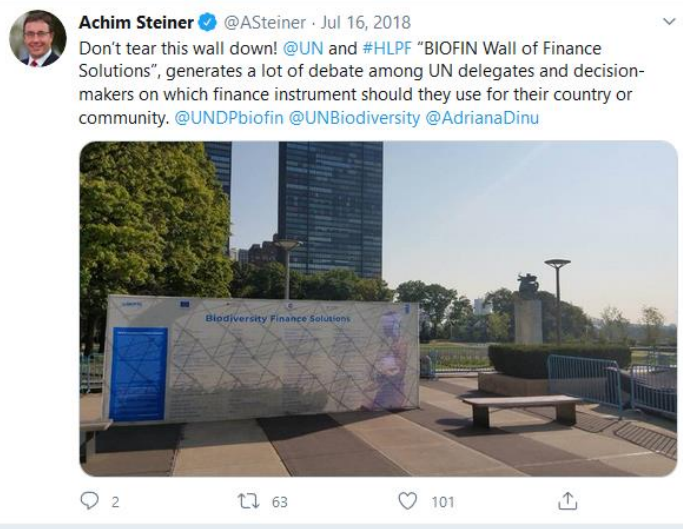 Achim Steiner @ASteiner · Jul 16, 2018
Don't tear this wall down! @UN and #HLPF “BIOFIN Wall of Finance
Solutions”, generates a lot of debate among UN delegates and decision-
makers on which finance instrument should they use for their country or
community. @UNDPbiofin @UNBiodiversity @AdrianaDinu
Biodiversity Finance Solutions
2 63 101